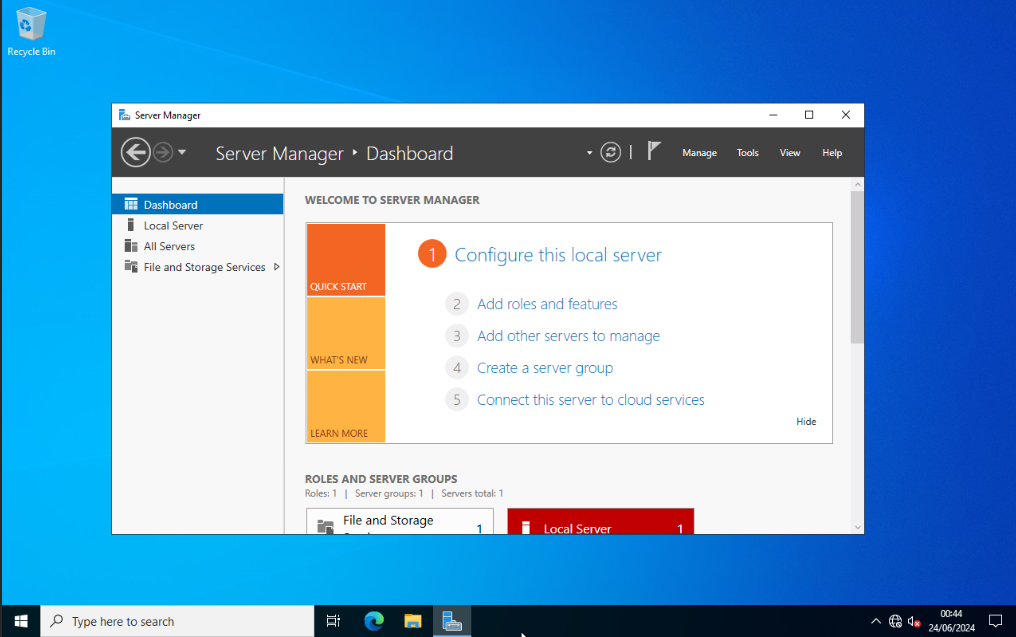 Recycle Bin
Server Manager
Server Manager Dashboard
Manage Tools View Help
Dashboard
Local Server
All Servers
File and Storage Services
WELCOME TO SERVER MANAGER
QUICK START
WHAT'S NEW
LEARN MORE
1 Configure this local server
2 Add roles and features
3 Add other servers to manage
4 Create a server group
5 Connect this server to cloud services
Hide
ROLES AND SERVER GROUPS
Roles: 1 | Server groups: 1 | Servers total: 1
File and Storage
1
Local Server 1
Type here to search
00:44
24/06/2024